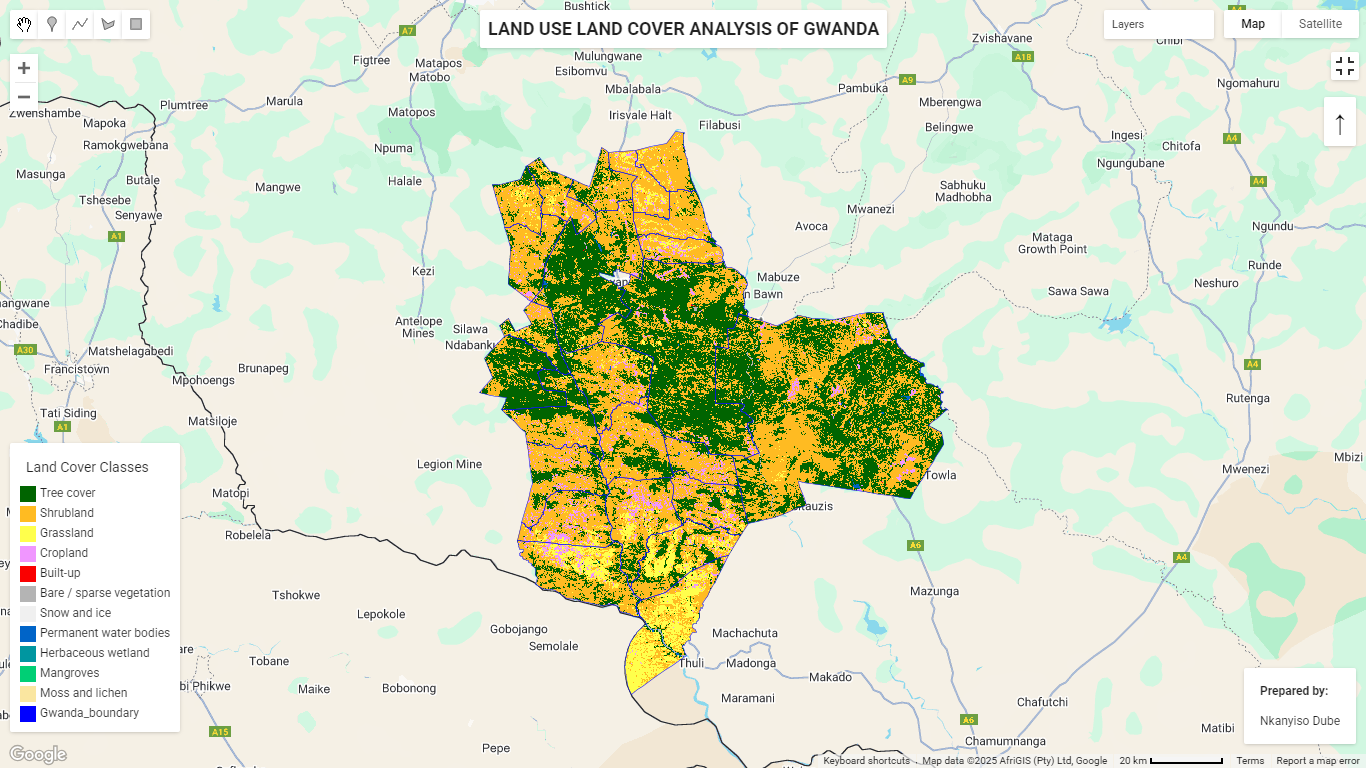 LAND USE LAND COVER ANALYSIS OF GWANDA
Layers
Map
Satellite
Bushtick
A4
A7
Zvishavane
Chibi
A18
Figtree
Matapos
Matobo
Mulungwane
Esibomvu
Mbalabala
Pambuka
A9
Ngomahuru
Marula
Plumtree
Zwenshambe
Mapoka
Ramokgwebana
Matopos
Irisvale Halt
Filabusi
Mberengwa
Belingwe
Ingesi
A4
Chitofa
Npuma
Ngungubane
Masunga
Butale
Mangwe
Halale
A4
Tshesebe
Senyawe
Sabhuku
Madhobha
Mwanezi
A1
Avoca
Mataga
Growth Point
Ngundu
Kezi
Mabuze
Runde
Neshuro
n Bawn
Sawa Sawa
angwane
Chadibe
Antelope
Mines
Silawa
Ndabanku
A30
Matshelagabedi
Francistown
Brunapeg
Mpohoengs
A4
Rutenga
Tati Siding
A1
Matsiloje
Land Cover Classes
Tree cover
Shrubland
Grassland
Cropland
Built-up
Bare / sparse vegetation
Snow and ice
Permanent water bodies
Herbaceous wetland
Mangroves
Moss and lichen
Gwanda_boundary
Legion Mine
Towla
Mwenezi
Mbizi
Matopi
tauzis
Robelela
A6
A4
Tshokwe
Mazunga
Lepokole
Gobojango
Semolale
Machachuta
are
Tobane
Thuli
Madonga
bi Phikwe
Maike
Bobonong
Makado
Maramani
Chafutchi
A15
A6
Matibi
Pepe
Chamumnanga
Prepared by:
Nkanyiso Dube
Google
Keyboard shortcuts
Map data ©2025 AfriGIS (Pty) Ltd, Google
20 km
Terms
Report a map error